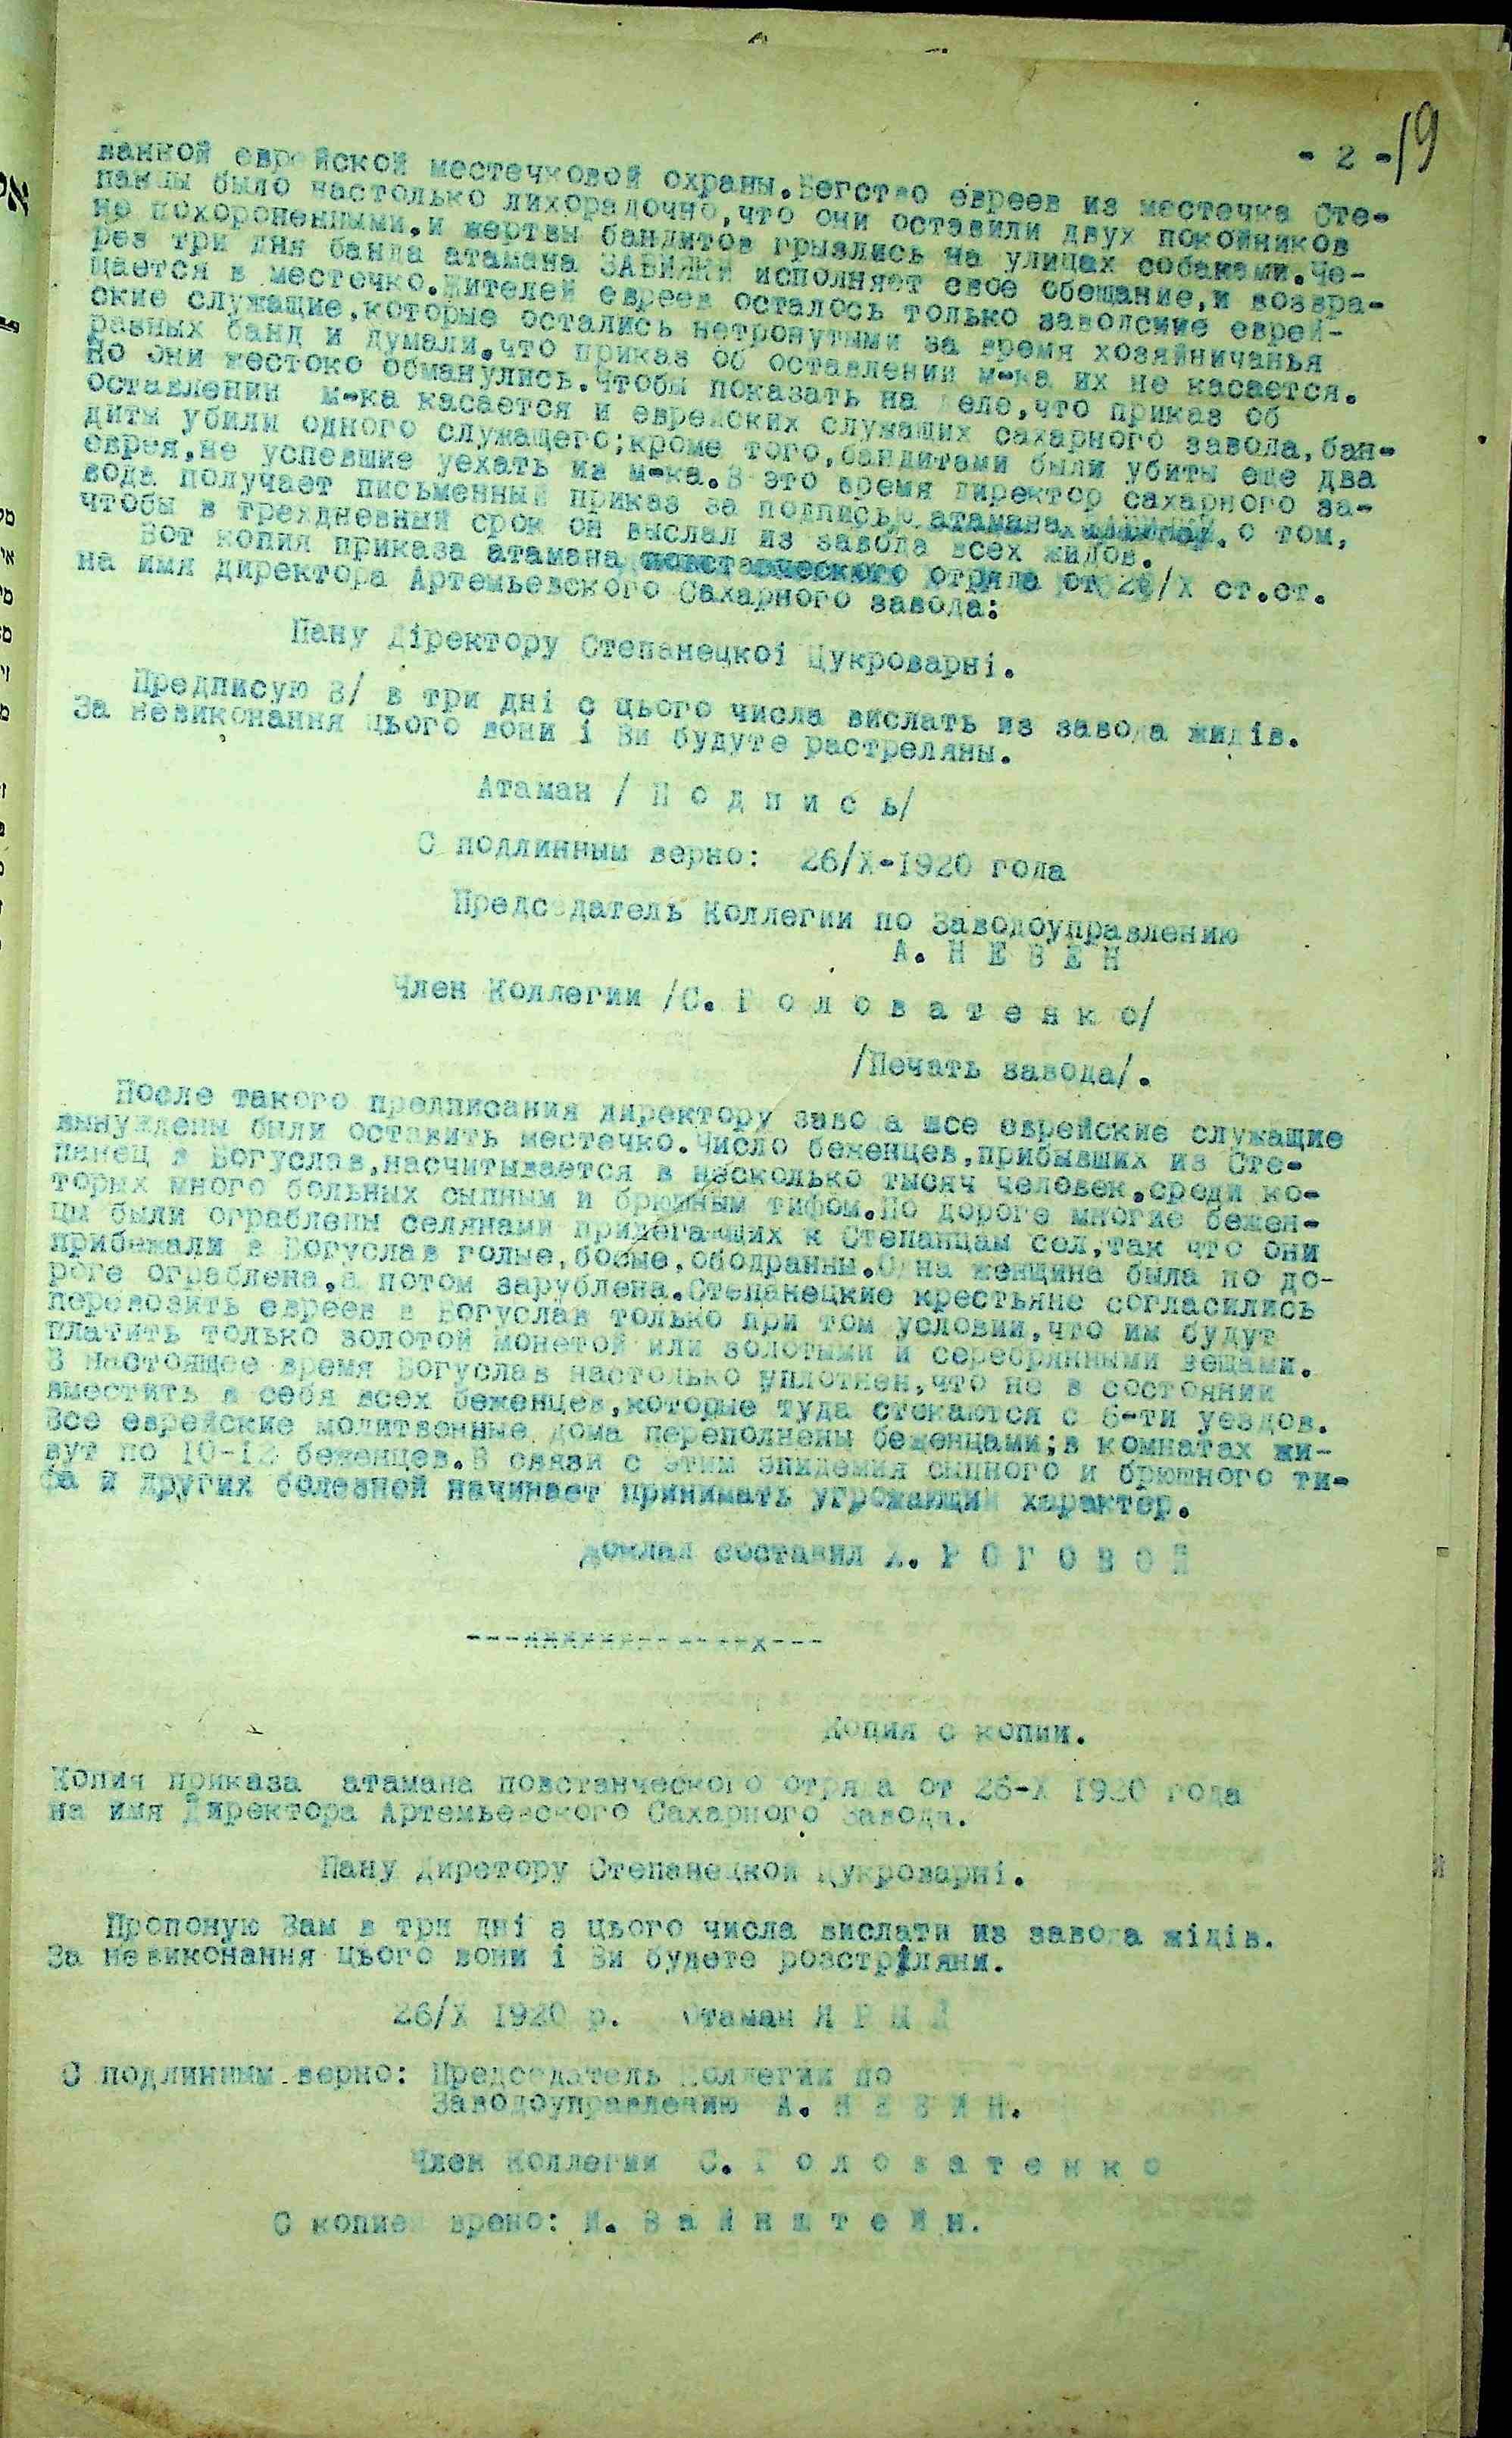 - 2 -
19
ванной еврейской местечковой охраны.Бегство евреев из местечка Сте-
панцы было настолько лихорадочно,что они оставили двух покойников
не похороненными.и жертвы бандитов грызлись на улицах собаками.Че-
рез три дня банда атамана исполняет свое обещание,и возвра-
щается в местечко.Жителей евреев осталось только заводские еврей-
ские служащие,которые остались нетронутыми за время хозяйничанья
разных банд и думали,что приказ об оставлении м-ка их не касается.
Но они жестоко обманулись.Чтобы показать на деле,что приказ об
оставлении м-ка касается и еврейских служащих сахарного завода,бан-
диты убили одного служащего;кроме того,бандитами были убиты еще два
еврея,не успевшие уехать из м-ка.В это время директор сахарного за-
вода получает письменный приказ за подписью атамана о том,
чтобы в трехдневный срок он выслал из завода всех жидов.
Вот копия приказа атамана повстанческого отряда от 26/X ст.ст.
на имя директора Артемьевского Сахарного завода:
Пану Діректору Степанецкоі Цукроварні.
Предписую В/ в три дні с цього числа вислать из завода жидів.
За невиконання цього вони і Ви будуте растреляны.
Атаман / П о д п и с ь/
С подлинным верно: 26/X-1920 года
Председатель Коллегии по Заводоуправлению
А. Н Е В Е Н
Член Коллегии /С. Г о л о в а т е н к о/
/Печать завода/.
После такого предписания директору завода все еврейские служащие
вынуждены были оставить местечко.Число беженцев,прибывших из Сте-
панец в Богуслав,насчитывается в несколько тысяч человек,среди ко-
торых много больных сыпным и брюшным тифом.По дороге многие бежен-
цы были ограблены селянами прилегающих к Степанцам сел,так что они
прибежали в Богуслав голые,босые,ободранны.Одна женщина была по до-
роге ограблена,а потом зарублена.Степанецкие крестьяне согласились
перевозить евреев в Богуслав только при том условии,что им будут
платить только золотой монетой или золотыми и серебрянными вещами.
В настоящее время Богуслав настолько уплотнен,что не в состоянии
вместить в себя всех беженцев,которые туда стекаются с 6-ти уездов.
Все еврейские молитвенные дома переполнены беженцами;в комнатах жи-
вут по 10-12 беженцев.В связи с этим эпидемия сыпного и брюшного ти-
фа и других болезней начинает принимать угрожающий характер.
Доклад составил Р О Г О В О Й
Копия с копии.
Копия приказа атамана повстанческого отряда от 26-X 1920 года
на имя Директора Артемьевского Сахарного Завода.
Пану Диретору Степанецкой Цукроварні.
Пропоную Вам в три дні з цього числа вислати из завода жідів.
За невиконання цього вони і Ви будете розстріляни.
26/X 1920 р. Отаман
С подлинным верно: Председатель Коллегии по
Заводоуправлению А. Н Е В И Н.
Член Коллегии С. Г о л о в а т е н к о
С копией врено: В а й н ш т е й н.